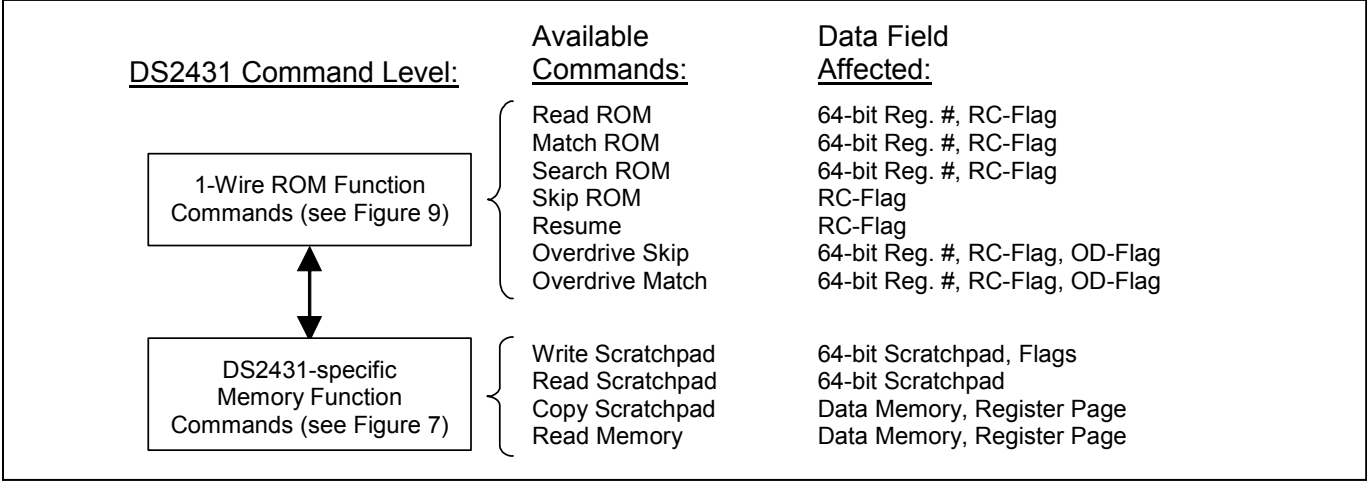 DS2431 Command Level:
Available
Commands:
Data Field
Affected:
1-Wire ROM Function
Commands (see Figure 9)
Read ROM 64-bit Reg. #, RC-Flag
Match ROM 64-bit Reg. #, RC-Flag
Search ROM 64-bit Reg. #, RC-Flag
Skip ROM RC-Flag
Resume RC-Flag
Overdrive Skip 64-bit Reg. #, RC-Flag, OD-Flag
Overdrive Match 64-bit Reg. #, RC-Flag, OD-Flag
DS2431-specific
Memory Function
Commands (see Figure 7)
Write Scratchpad 64-bit Scratchpad, Flags
Read Scratchpad 64-bit Scratchpad
Copy Scratchpad Data Memory, Register Page
Read Memory Data Memory, Register Page